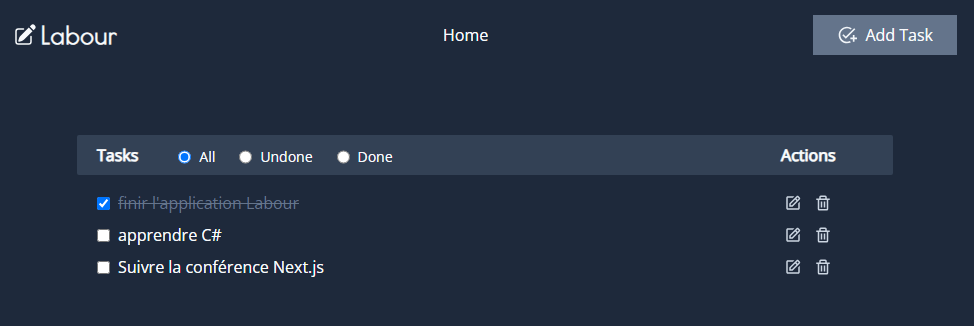 Labour Home Add Task
Tasks All Undone Done Actions
finir l'application Labour
apprendre C#
Suivre la conférence Next.js